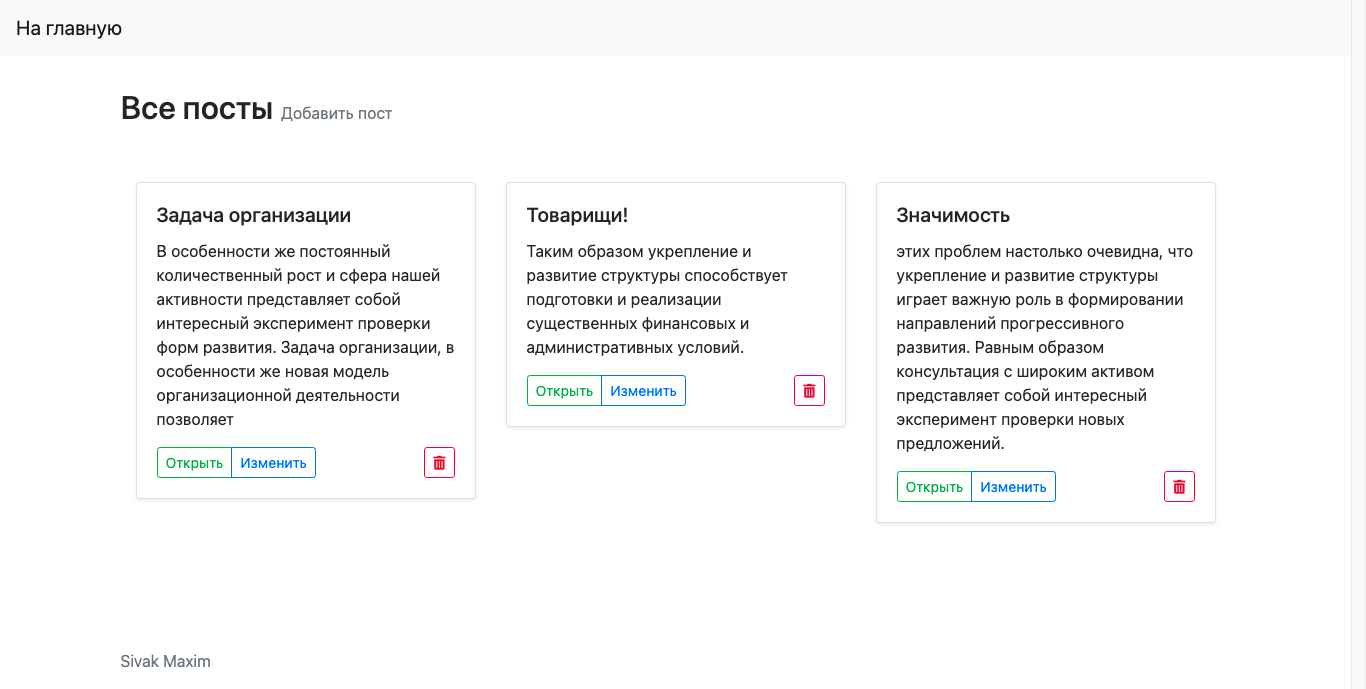 На главную
Все посты Добавить пост
Задача организации
В особенности же постоянный
количественный рост и сфера нашей
активности представляет собой
интересный эксперимент проверки
форм развития. Задача организации, в
особенности же новая модель
организационной деятельности
позволяет
Открыть Изменить
Товарищи!
Таким образом укрепление и
развитие структуры способствует
подготовки и реализации
существенных финансовых и
административных условий.
Открыть Изменить
Значимость
этих проблем настолько очевидна, что
укрепление и развитие структуры
играет важную роль в формировании
направлений прогрессивного
развития. Равным образом
консультация с широким активом
представляет собой интересный
эксперимент проверки новых
предложений.
Открыть Изменить
Sivak Maxim